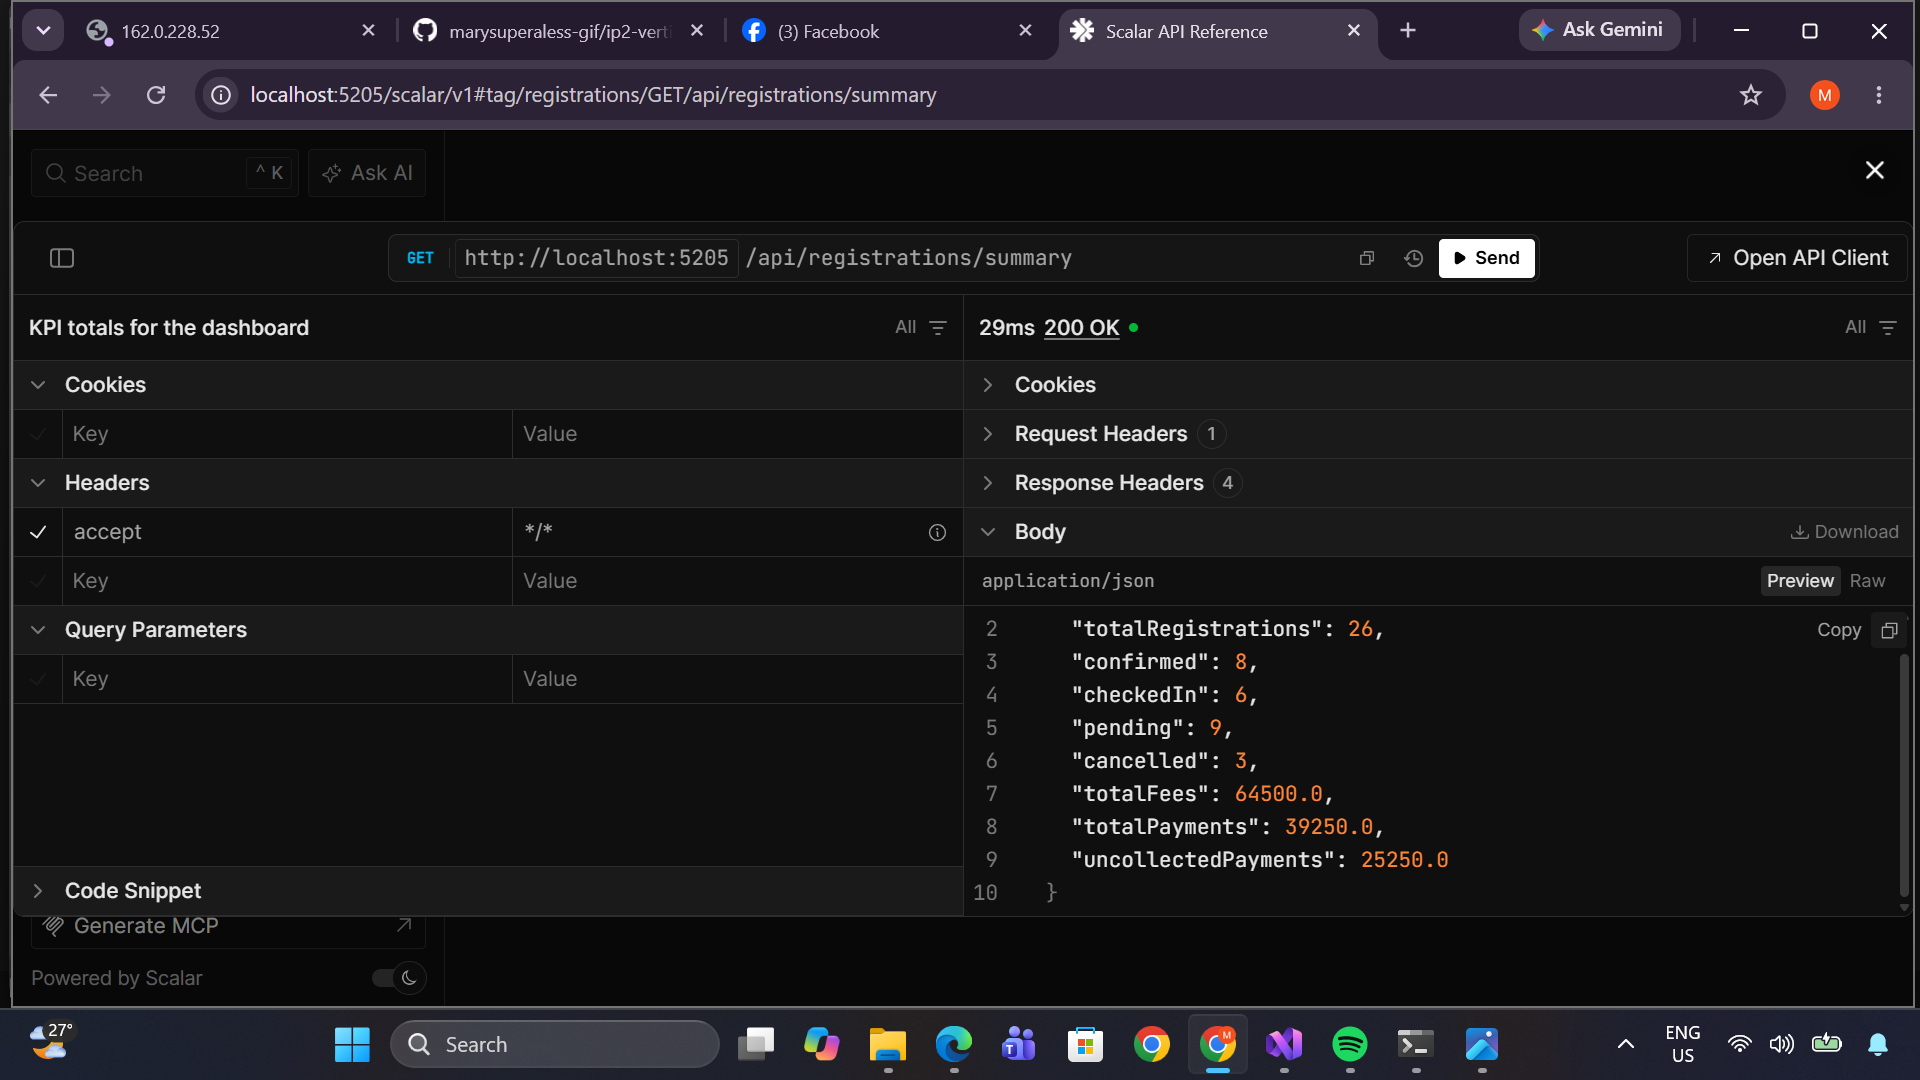 162.0.228.52
marysuperaless-gif/ip2-verti
(3) Facebook
Scalar API Reference
Ask Gemini
localhost:5205/scalar/v1#tag/registrations/GET/api/registrations/summary
M
Search
^ K
Ask AI
GET
http://localhost:5205
/api/registrations/summary
Send
Open API Client
KPI totals for the dashboard
All
29ms 200 OK
All
Cookies
Key
Value
Headers
accept
*/*
Key
Value
Query Parameters
Key
Value
Code Snippet
Cookies
Request Headers 1
Response Headers 4
Body
Download
application/json
Preview
Raw
Copy
2 "totalRegistrations": 26,
3 "confirmed": 8,
4 "checkedIn": 6,
5 "pending": 9,
6 "cancelled": 3,
7 "totalFees": 64500.0,
8 "totalPayments": 39250.0,
9 "uncollectedPayments": 25250.0
10 }
Generate MCP
Powered by Scalar
27°
Search
ENG
US